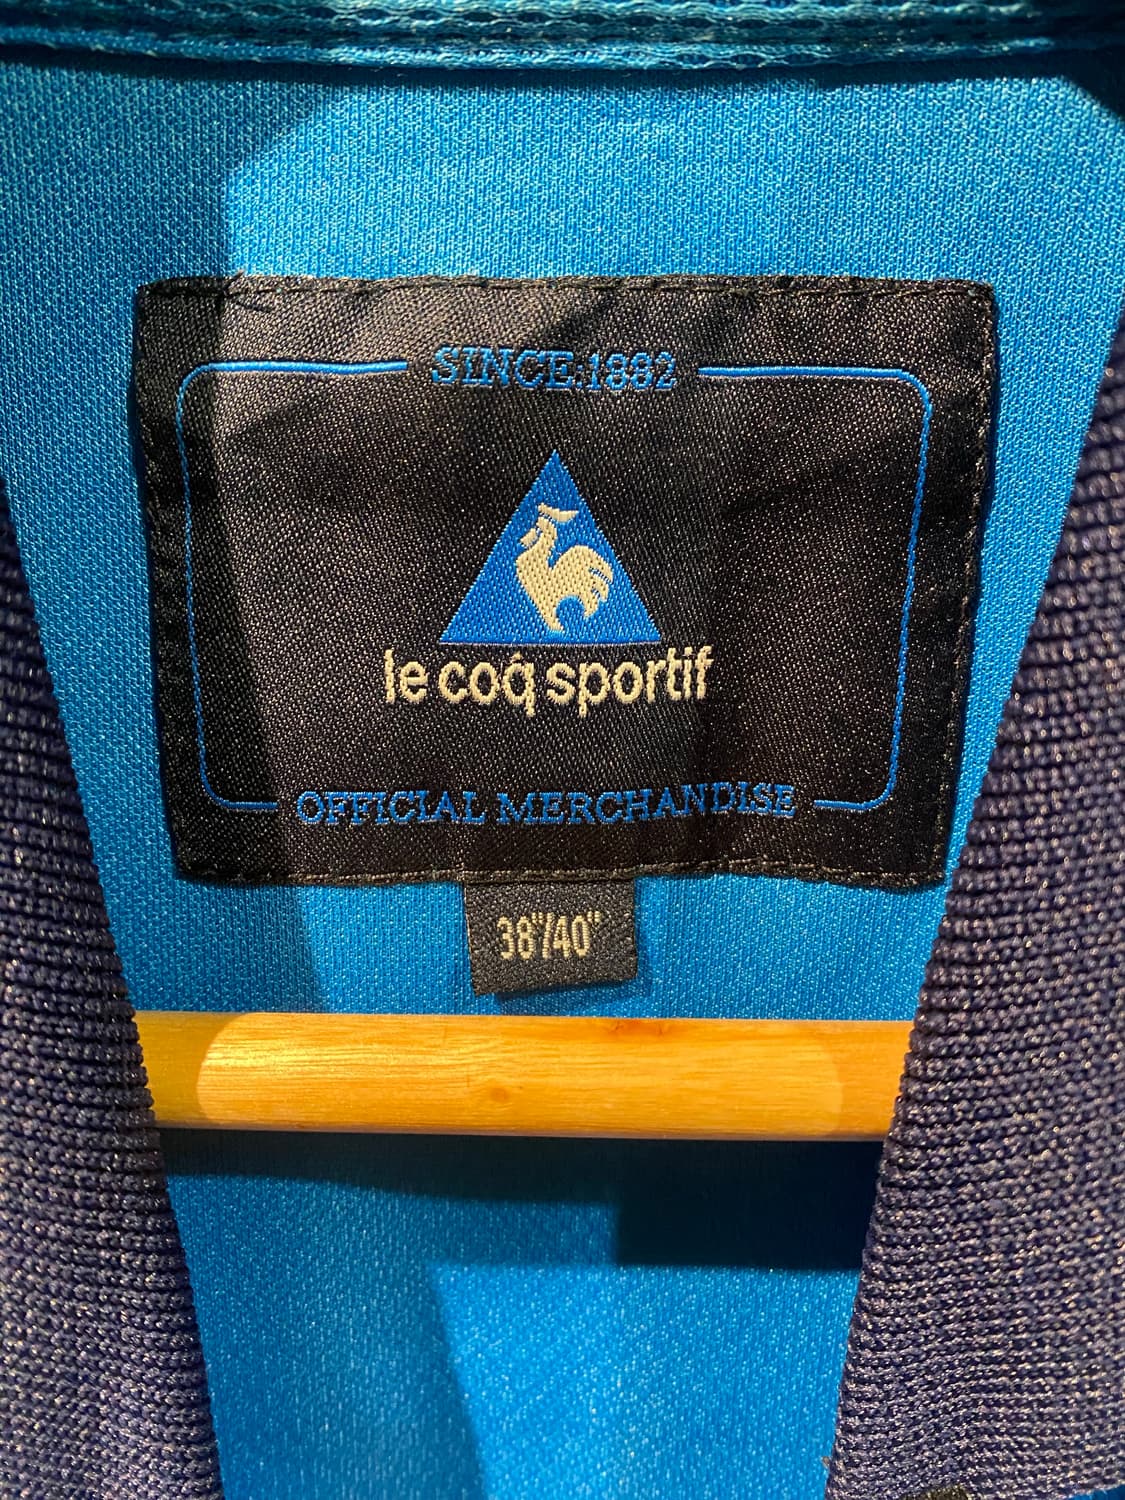 SINCE:1882
le coq sportif
OFFICIAL MERCHANDISE
38"/40"